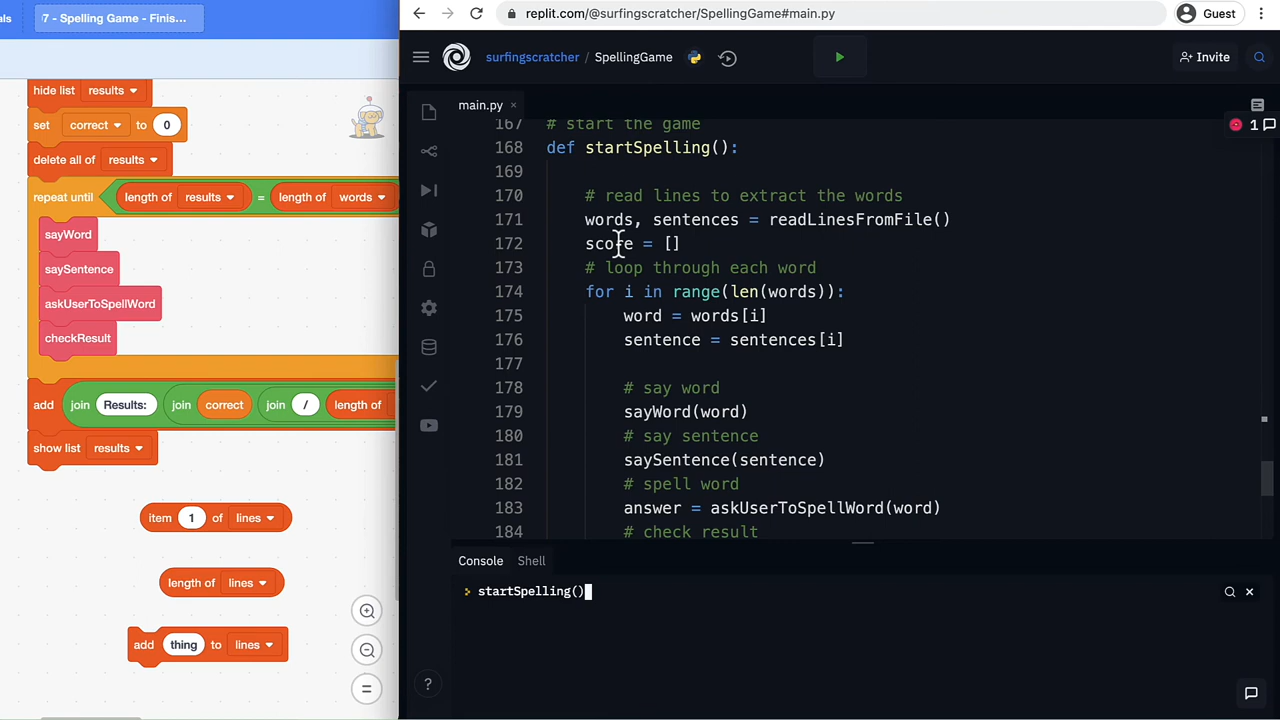 als
7 - Spelling Game - Finis...
hide list results
set correct to 0
delete all of results
repeat until length of results = length of words
sayWord
saySentence
askUserToSpellWord
checkResult
add join Results: join correct join / length of
show list results
item 1 of lines
length of lines
add thing to lines
replit.com/@surfingscratcher/SpellingGame#main.py
Guest
surfingscratcher / SpellingGame
Invite
main.py ×
1
167 # start the game
168 def startSpelling():
169
170 # read lines to extract the words
171 words, sentences = readLinesFromFile()
172 score = []
173 # loop through each word
174 for i in range(len(words)):
175 word = words[i]
176 sentence = sentences[i]
177
178 # say word
179 sayWord(word)
180 # say sentence
181 saySentence(sentence)
182 # spell word
183 answer = askUserToSpellWord(word)
184 # check result
Console Shell
> startSpelling()
?